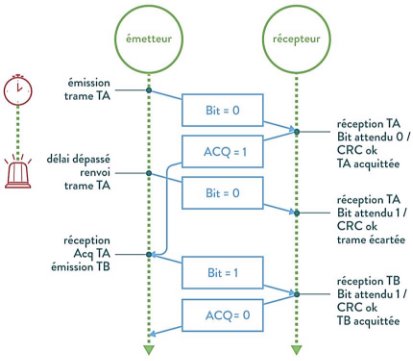 émetteur
récepteur
émission
trame TA
Bit = 0
réception TA
Bit attendu 0 /
CRC ok
TA acquittée
ACQ = 1
délai dépassé
renvoi
trame TA
Bit = 0
réception TA
Bit attendu 1 /
CRC ok
trame écartée
réception
Acq TA
émission TB
Bit = 1
réception TB
Bit attendu 1 /
CRC ok
TB acquittée
ACQ= 0